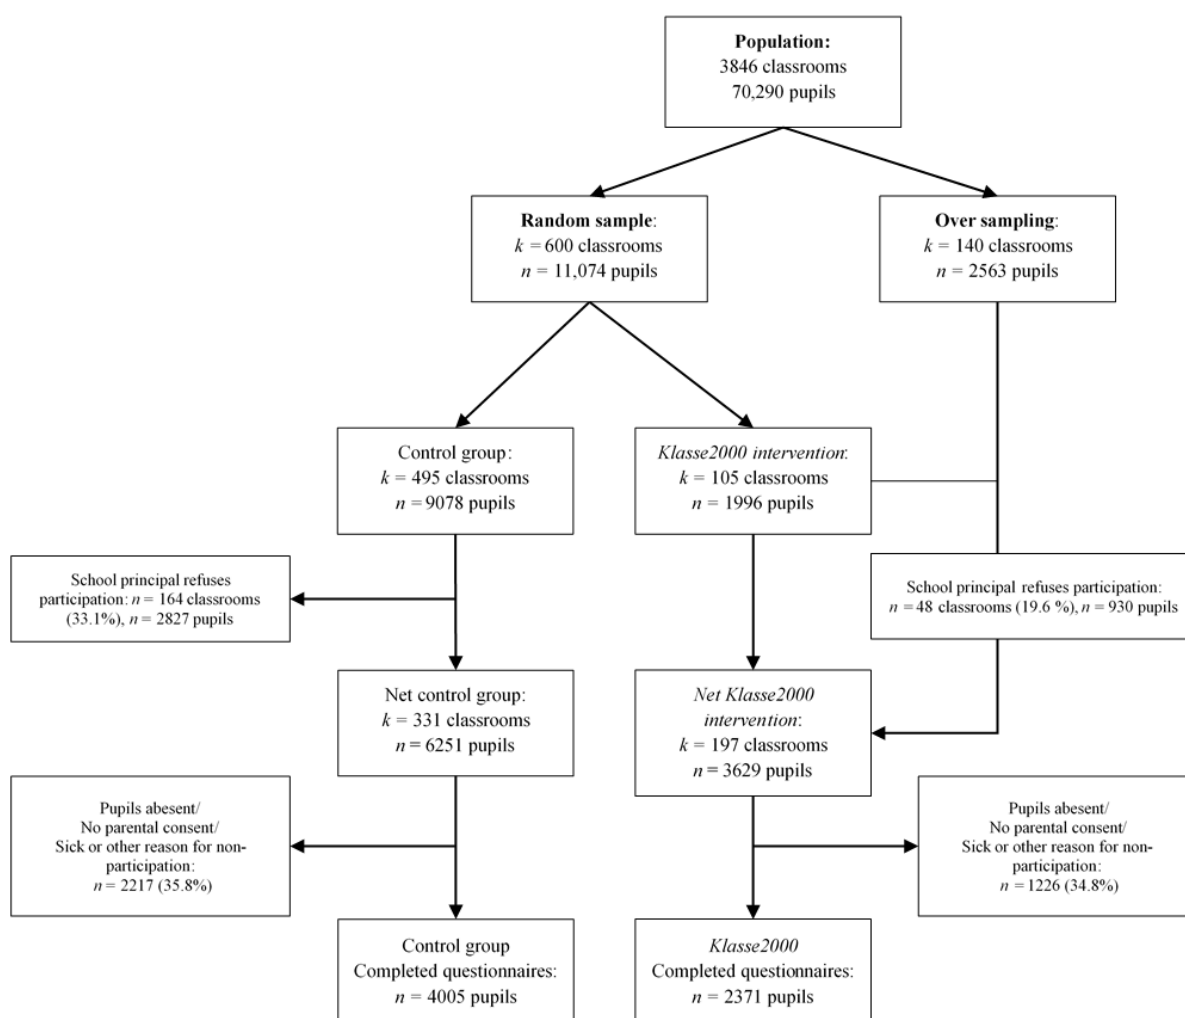 Population:
3846 classrooms
70,290 pupils
Random sample:
k = 600 classrooms
n = 11,074 pupils
Over sampling:
k = 140 classrooms
n = 2563 pupils
Control group:
k = 495 classrooms
n = 9078 pupils
Klasse2000 intervention:
k = 105 classrooms
n = 1996 pupils
School principal refuses
participation: n = 164 classrooms
(33.1%), n = 2827 pupils
School principal refuses participation:
n = 48 classrooms (19.6 %), n = 930 pupils
Net control group:
k = 331 classrooms
n = 6251 pupils
Net Klasse2000
intervention:
k = 197 classrooms
n = 3629 pupils
Pupils abesent/
No parental consent/
Sick or other reason for non-
participation:
n = 2217 (35.8%)
Pupils abesent/
No parental consent/
Sick or other reason for non-
participation:
n = 1226 (34.8%)
Control group
Completed questionnaires:
n = 4005 pupils
Klasse2000
Completed questionnaires:
n = 2371 pupils